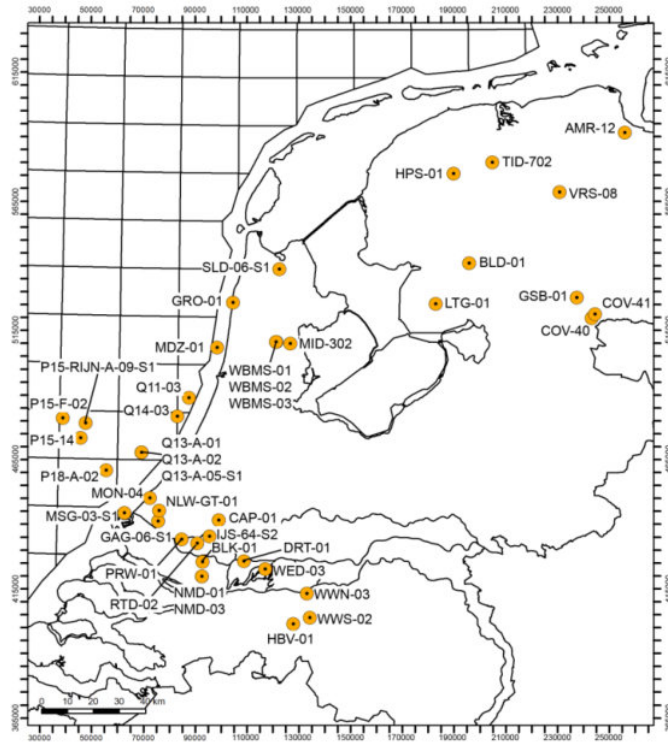 30000 50000 70000 90000 110000 130000 150000 170000 190000 210000 230000 250000
615000
615000
AMR-12
TID-702
HPS-01
VRS-08
565000
565000
SLD-06-S1
BLD-01
GRO-01
LTG-01
GSB-01
COV-41
515000
515000
COV-40
MDZ-01
MID-302
P15-RIJN-A-09-S1
WBMS-01
WBMS-02
WBMS-03
Q11-03
P15-F-02
Q14-03
P15-14
Q13-A-01
Q13-A-02
Q13-A-05-S1
465000
465000
P18-A-02
MON-04
NLW-GT-01
MSG-03-S1
CAP-01
GAG-06-S1
IJS-64-S2
BLK-01
DRT-01
PRW-01
WED-03
RTD-02
NMD-01
NMD-03
415000
415000
WWN-03
WWS-02
HBV-01
365000
365000
0 10 20 30 40 km
30000 50000 70000 90000 110000 130000 150000 170000 190000 210000 230000 250000